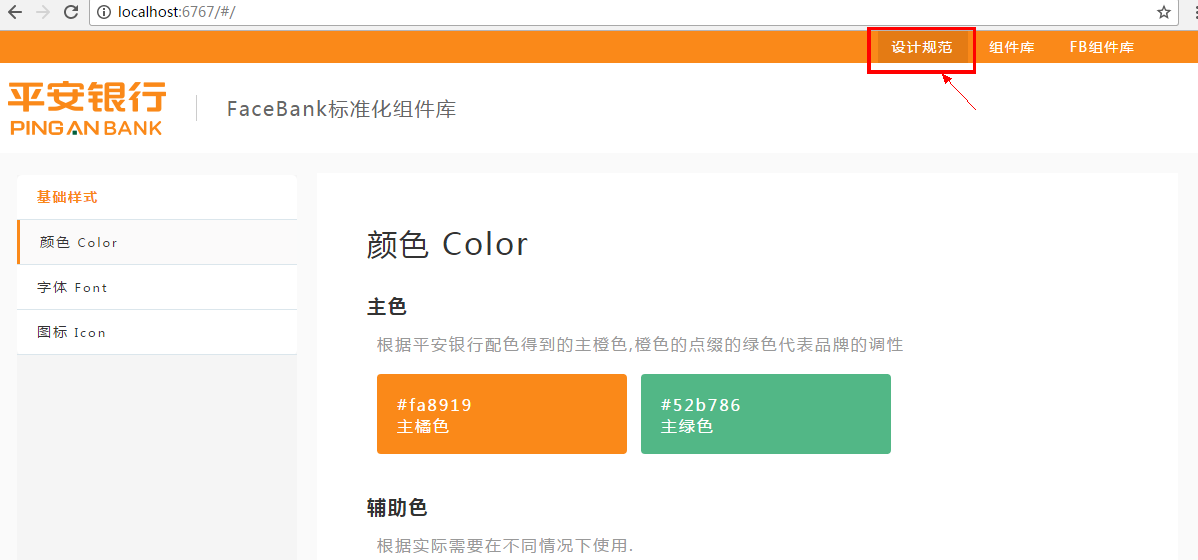 localhost:6767/#/
设计规范 组件库 FB组件库
平安银行
PINGAN BANK
FaceBank标准化组件库
基础样式
颜色 Color
字体 Font
图标 Icon
颜色 Color
主色
根据平安银行配色得到的主橙色,橙色的点缀的绿色代表品牌的调性
#fa8919
主橘色
#52b786
主绿色
辅助色
根据实际需要在不同情况下使用.